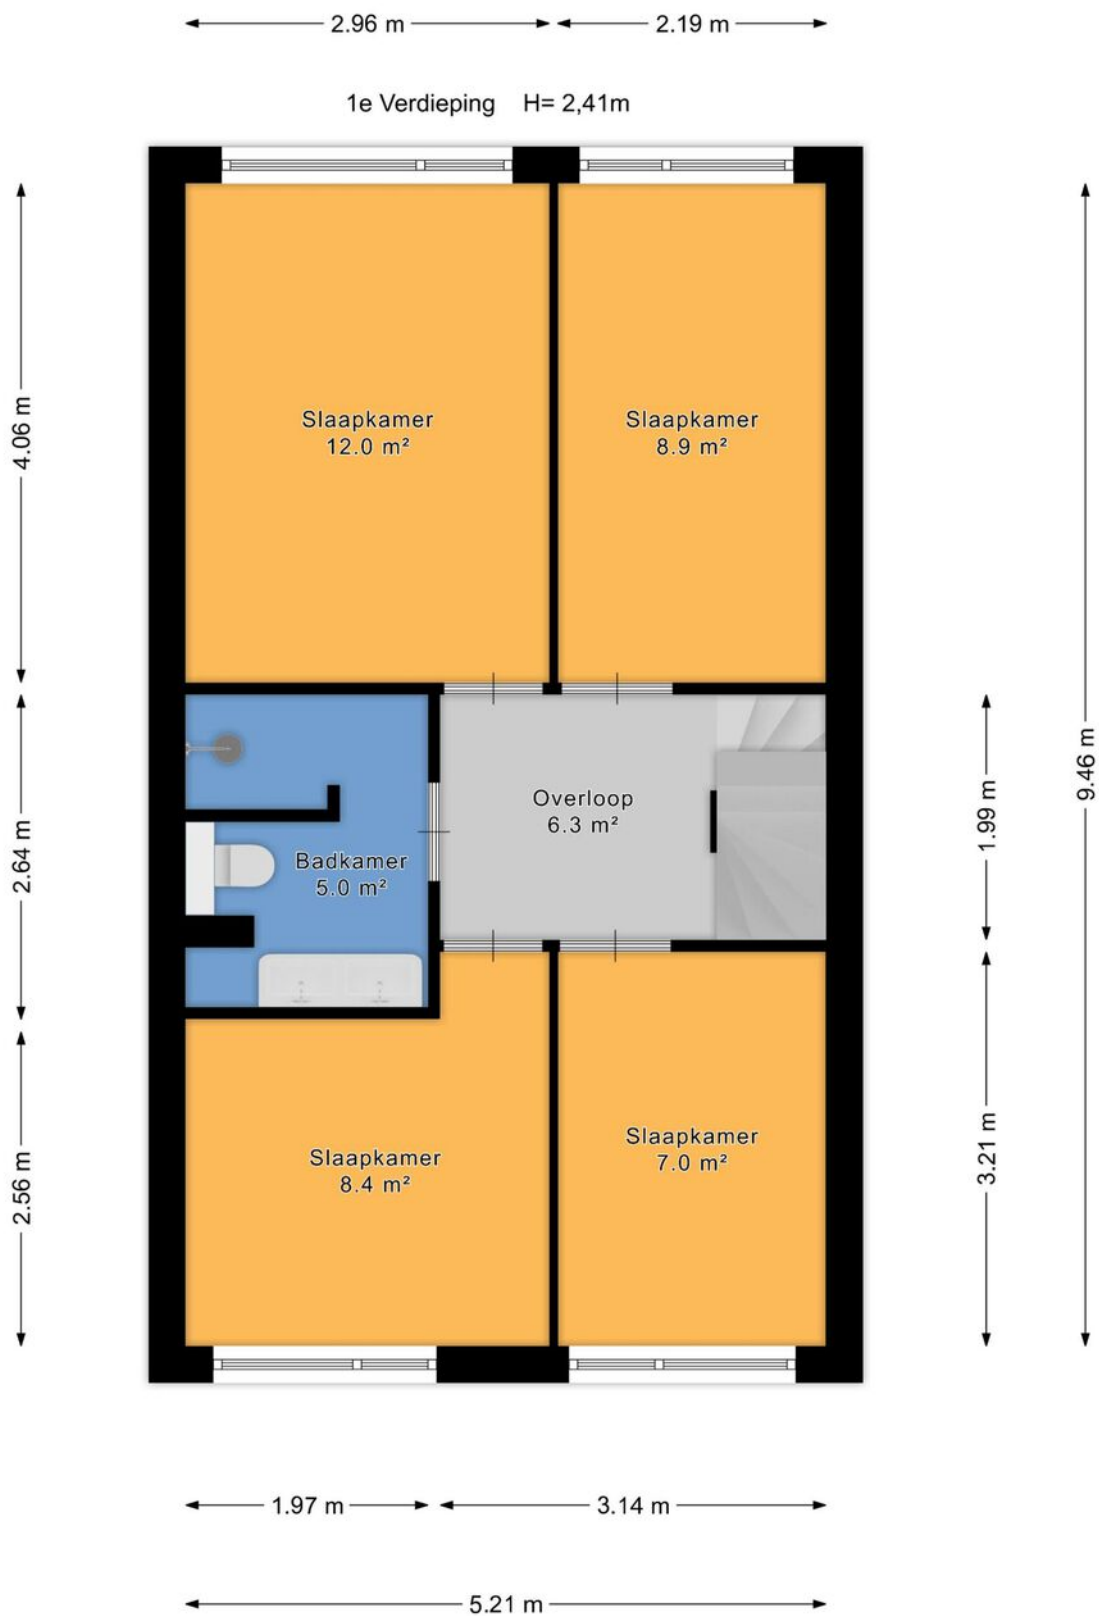 2.96 m 2.19 m
1e Verdieping H= 2,41m
Slaapkamer
12.0 m²
Slaapkamer
8.9 m²
4.06 m
9.46 m
Overloop
6.3 m²
1.99 m
2.64 m
Badkamer
5.0 m²
Slaapkamer
8.4 m²
Slaapkamer
7.0 m²
2.56 m
3.21 m
1.97 m 3.14 m
5.21 m